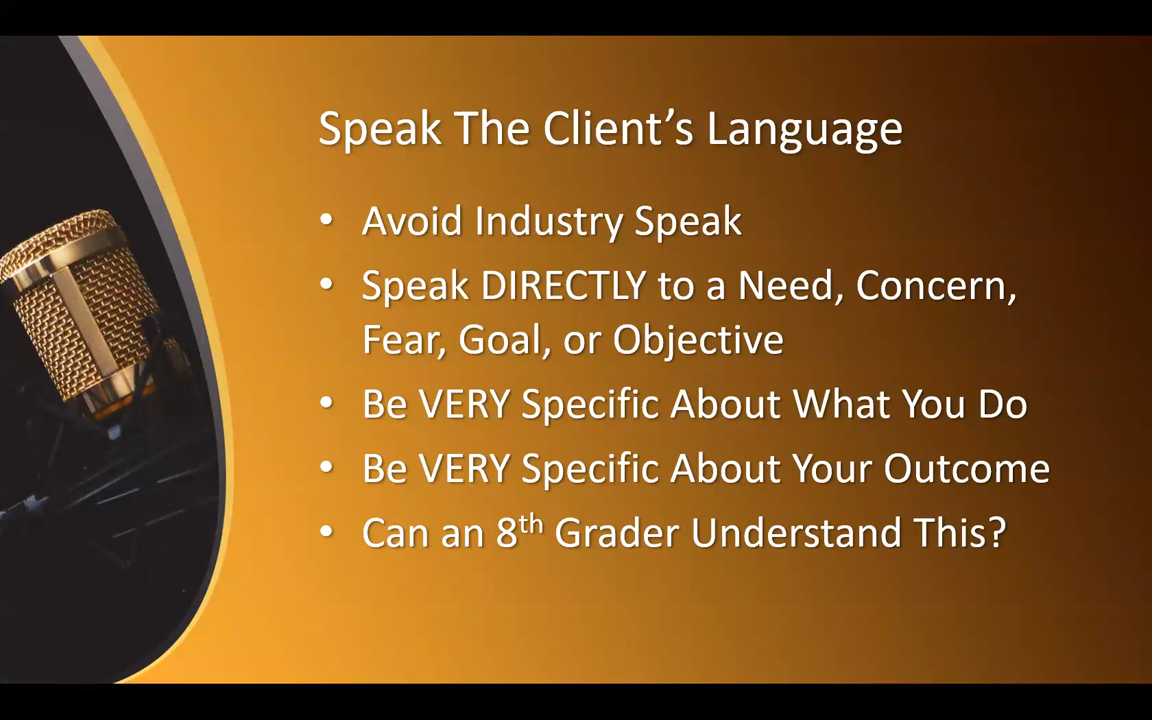 Speak The Client’s Language
• Avoid Industry Speak
• Speak DIRECTLY to a Need, Concern,
Fear, Goal, or Objective
• Be VERY Specific About What You Do
• Be VERY Specific About Your Outcome
• Can an 8th Grader Understand This?